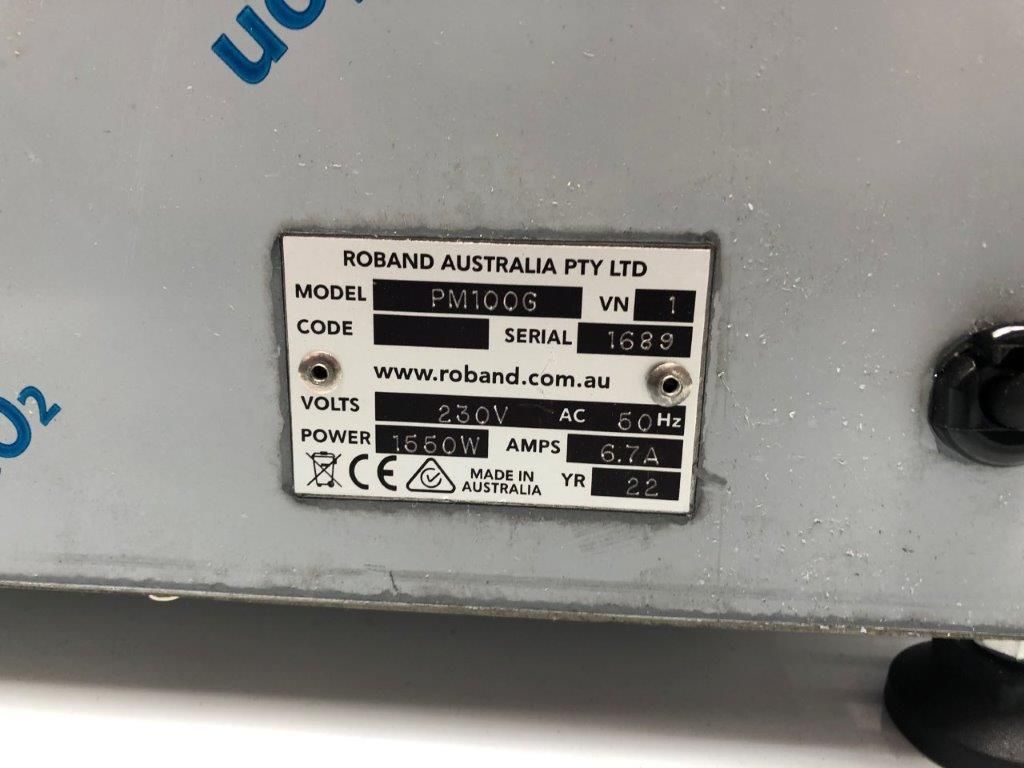 ROBAND AUSTRALIA PTY LTD
MODEL PM100G VN 1
CODE SERIAL 1689
www.roband.com.au
VOLTS 230V AC 50Hz
POWER 1550W AMPS 6.7A
CE MADE IN
AUSTRALIA YR 22